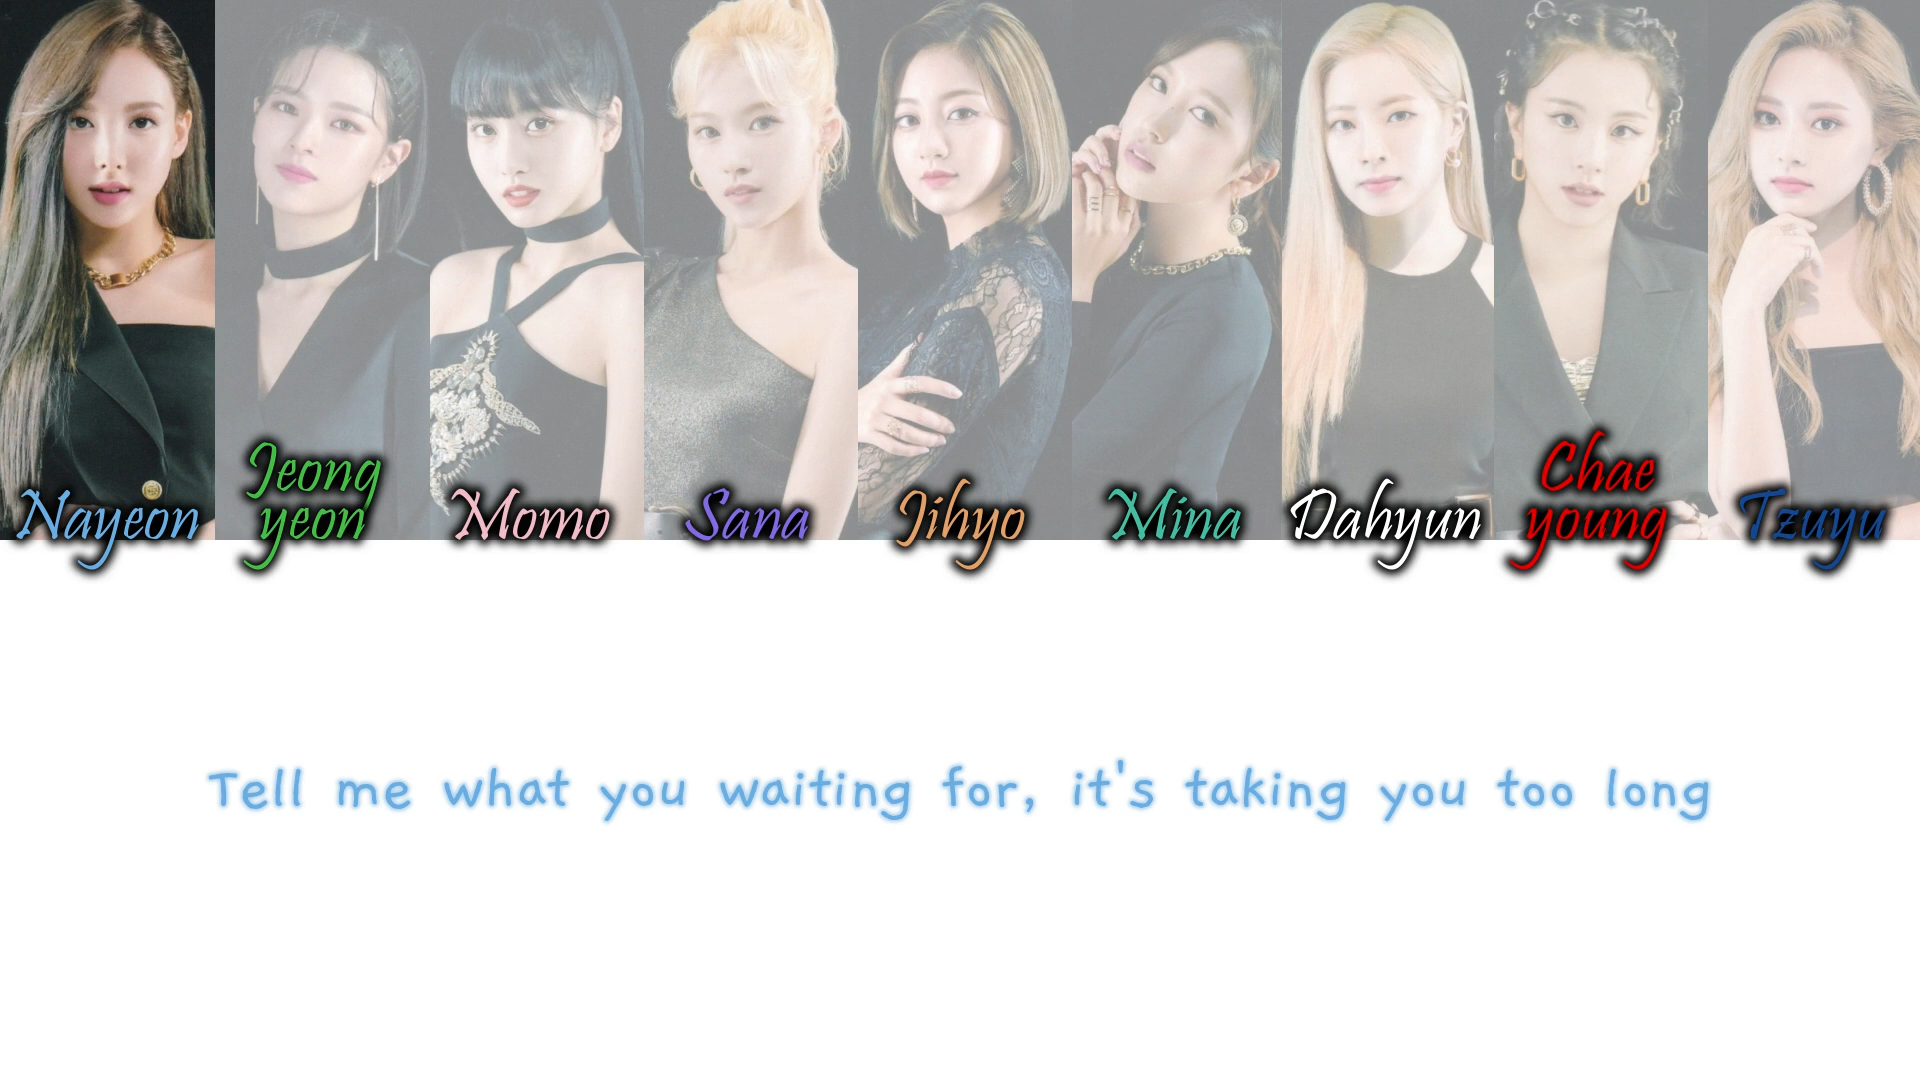 Nayeon
Jeong
yeon
Momo
Sana
Jihyo
Mina
Dahyun
Chae
young
Tzuyu
Tell me what you waiting for, it's taking you too long